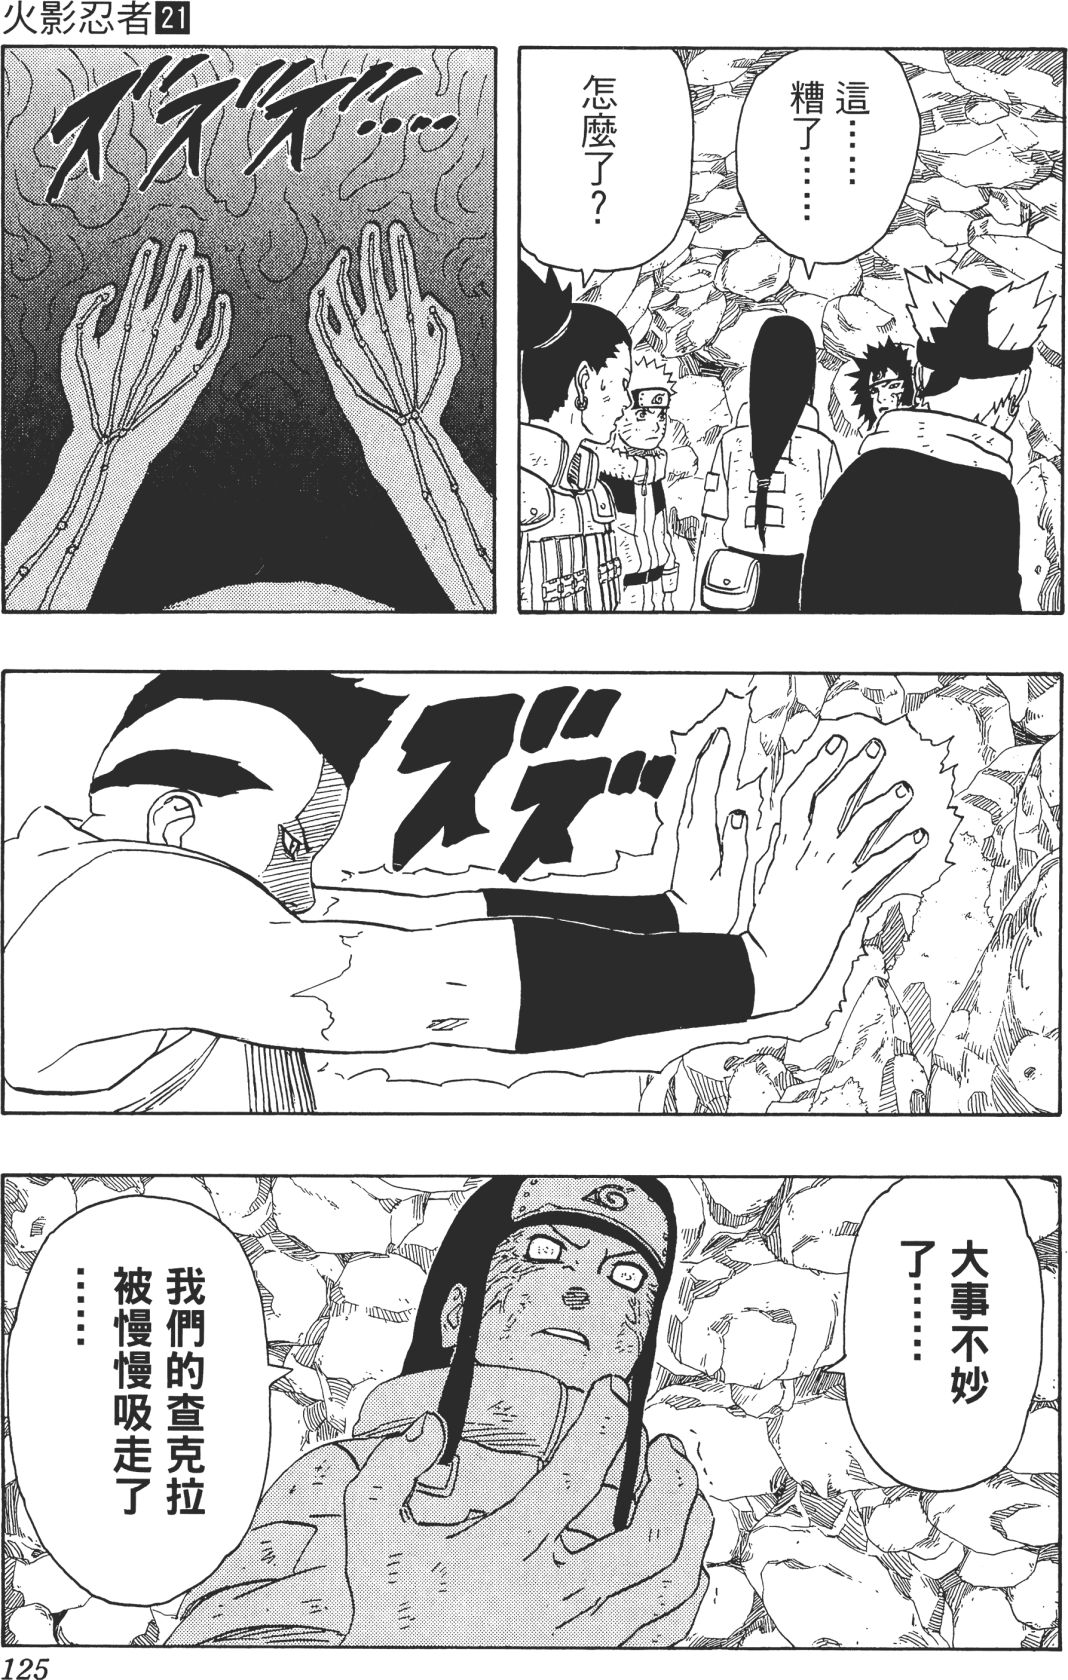 火影忍者21
這……
糟了……
怎麼了？
ズズズ‥‥
ズズ
大事不妙
了……
我們的查克拉
被慢慢吸走了
……
125